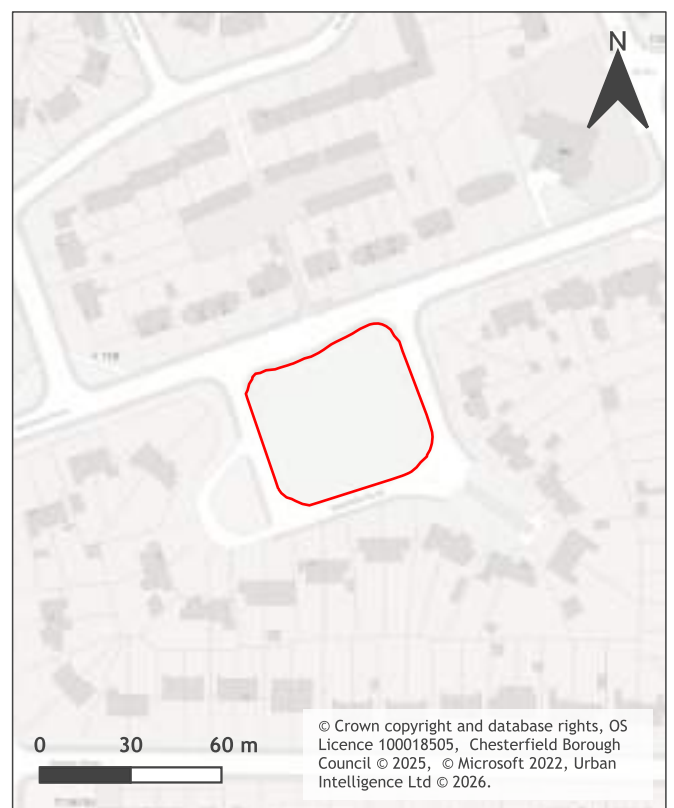 N
0 30 60 m
© Crown copyright and database rights, OS
Licence 100018505, Chesterfield Borough
Council © 2025, © Microsoft 2022, Urban
Intelligence Ltd © 2026.